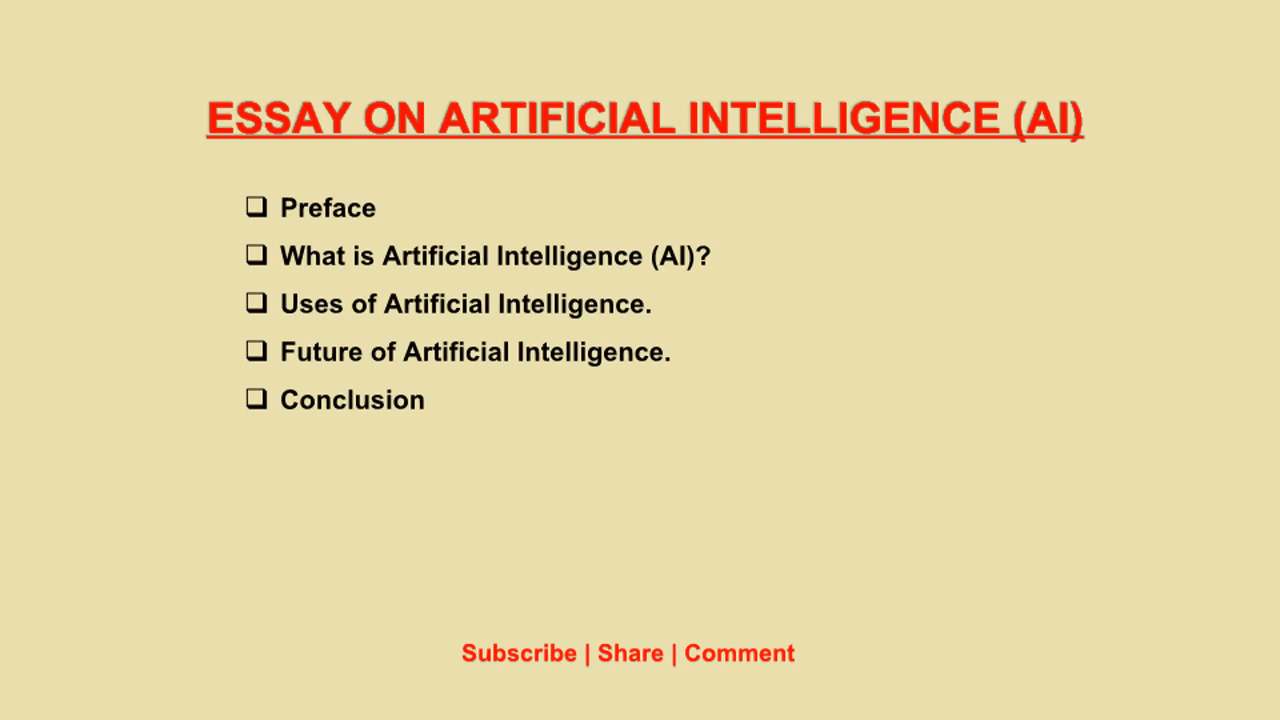 ESSAY ON ARTIFICIAL INTELLIGENCE (AI)
❑ Preface
❑ What is Artificial Intelligence (AI)?
❑ Uses of Artificial Intelligence.
❑ Future of Artificial Intelligence.
❑ Conclusion
Subscribe | Share | Comment